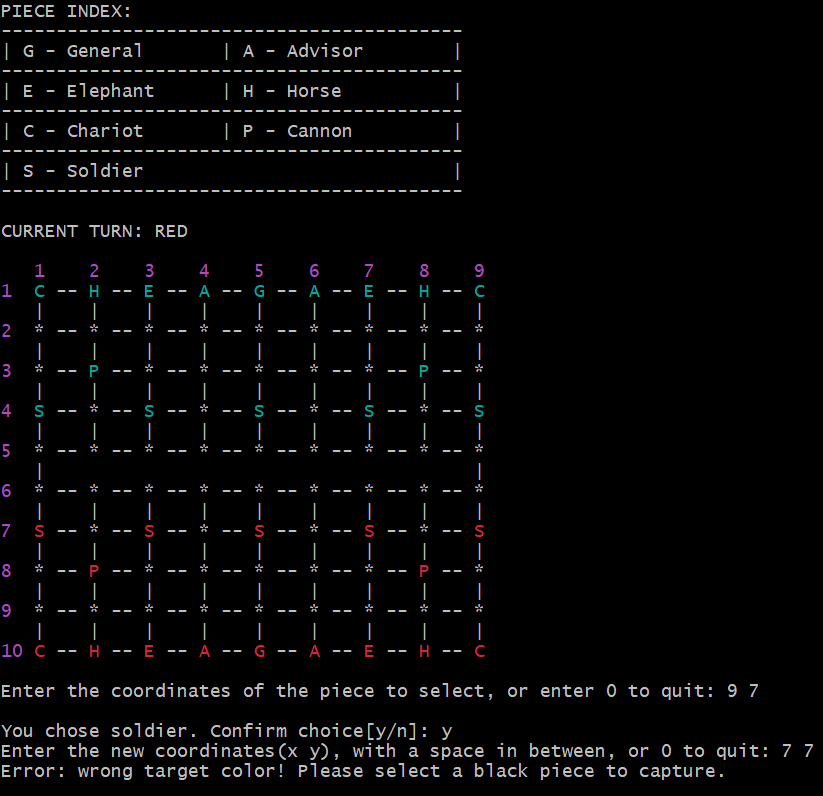 PIECE INDEX:
------------------------------------------
| G - General       | A - Advisor        |
------------------------------------------
| E - Elephant      | H - Horse          |
------------------------------------------
| C - Chariot       | P - Cannon         |
------------------------------------------
| S - Soldier                            |
------------------------------------------
CURRENT TURN: RED
   1    2    3    4    5    6    7    8    9
1  C -- H -- E -- A -- G -- A -- E -- H -- C
   |    |    |    |    |    |    |    |    |
2  * -- * -- * -- * -- * -- * -- * -- * -- *
   |    |    |    |    |    |    |    |    |
3  * -- P -- * -- * -- * -- * -- * -- P -- *
   |    |    |    |    |    |    |    |    |
4  S -- * -- S -- * -- S -- * -- S -- * -- S
   |    |    |    |    |    |    |    |    |
5  * -- * -- * -- * -- * -- * -- * -- * -- *
   |                                       |
6  * -- * -- * -- * -- * -- * -- * -- * -- *
   |    |    |    |    |    |    |    |    |
7  S -- * -- S -- * -- S -- * -- S -- * -- S
   |    |    |    |    |    |    |    |    |
8  * -- P -- * -- * -- * -- * -- * -- P -- *
   |    |    |    |    |    |    |    |    |
9  * -- * -- * -- * -- * -- * -- * -- * -- *
   |    |    |    |    |    |    |    |    |
10 C -- H -- E -- A -- G -- A -- E -- H -- C
Enter the coordinates of the piece to select, or enter 0 to quit: 9 7
You chose soldier. Confirm choice[y/n]: y
Enter the new coordinates(x y), with a space in between, or 0 to quit: 7 7
Error: wrong target color! Please select a black piece to capture.